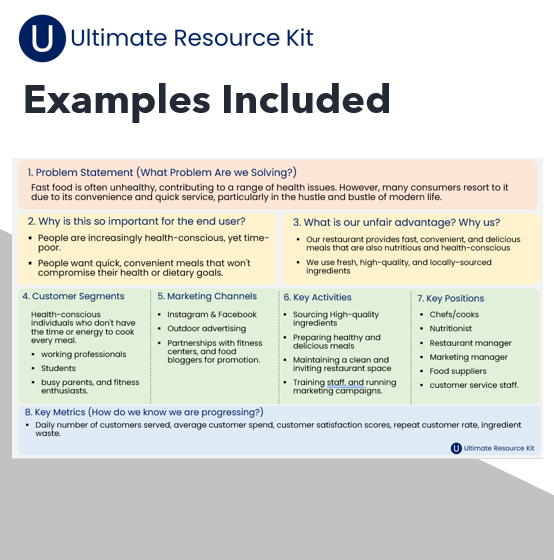 U Ultimate Resource Kit
Examples Included
1. Problem Statement (What Problem Are we Solving?)
Fast food is often unhealthy, contributing to a range of health issues. However, many consumers resort to it
due to its convenience and quick service, particularly in the hustle and bustle of modern life.
2. Why is this so important for the end user?
▪ People are increasingly health-conscious, yet time-
poor.
▪ People want quick, convenient meals that won't
compromise their health or dietary goals.
3. What is our unfair advantage? Why us?
▪ Our restaurant provides fast, convenient, and delicious
meals that are also nutritious and health-conscious
▪ We use fresh, high-quality, and locally-sourced
ingredients
4. Customer Segments
Health-conscious
individuals who don't have
the time or energy to cook
every meal.
▪ working professionals
▪ Students
▪ busy parents, and fitness
enthusiasts.
5. Marketing Channels
▪ Instagram & Facebook
▪ Outdoor advertising
▪ Partnerships with fitness
centers, and food
bloggers for promotion.
6. Key Activities
▪ Sourcing High-quality
ingredients
▪ Preparing healthy and
delicious meals
▪ Maintaining a clean and
inviting restaurant space
▪ Training staff. and running
marketing campaigns.
7. Key Positions
▪ Chefs/cooks
▪ Nutritionist
▪ Restaurant manager
▪ Marketing manager
▪ Food suppliers
▪ customer service staff.
8. Key Metrics (How do we know we are progressing?)
▪ Daily number of customers served, average customer spend, customer satisfaction scores, repeat customer rate, ingredient
waste.
U Ultimate Resource Kit